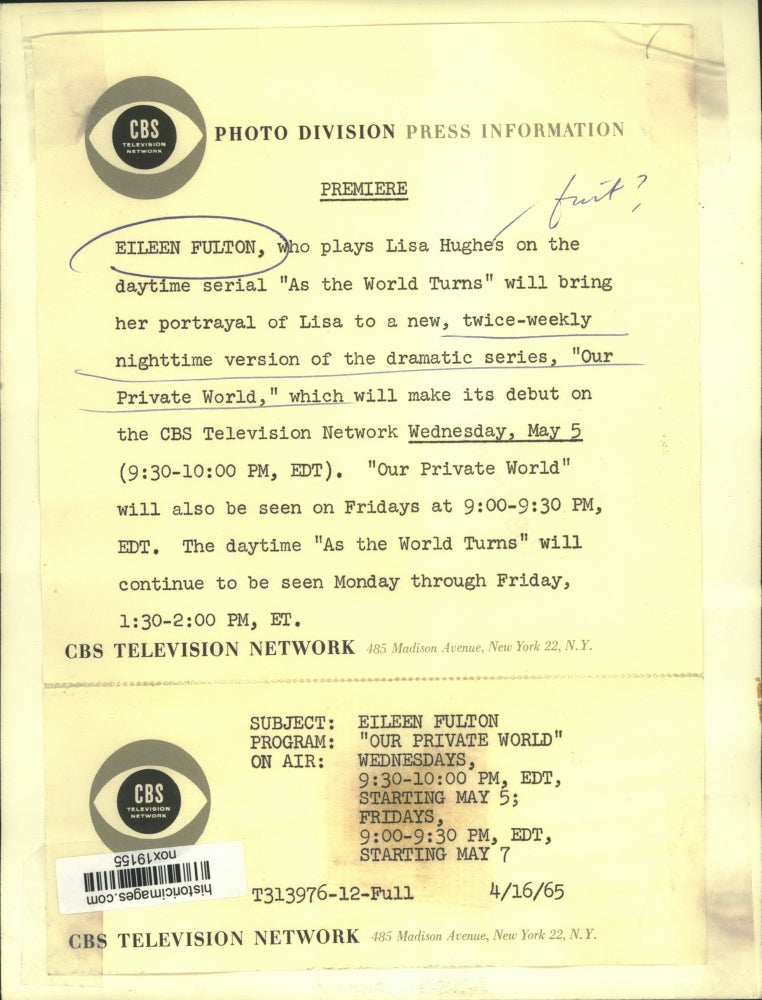 CBS
TELEVISION
NETWORK
PHOTO DIVISION PRESS INFORMATION
PREMIERE
fruit?
EILEEN FULTON, who plays Lisa Hughes on the
daytime serial "As the World Turns" will bring
her portrayal of Lisa to a new, twice-weekly
nighttime version of the dramatic series, "Our
Private World," which will make its debut on
the CBS Television Network Wednesday, May 5
(9:30-10:00 PM, EDT).  "Our Private World"
will also be seen on Fridays at 9:00-9:30 PM,
EDT.  The daytime "As the World Turns" will
continue to be seen Monday through Friday,
1:30-2:00 PM, ET.
CBS TELEVISION NETWORK 485 Madison Avenue, New York 22, N.Y.
SUBJECT: EILEEN FULTON
PROGRAM: "OUR PRIVATE WORLD"
ON AIR: WEDNESDAYS,
9:30-10:00 PM, EDT,
STARTING MAY 5;
FRIDAYS,
9:00-9:30 PM, EDT,
STARTING MAY 7
CBS
TELEVISION
NETWORK
nox19155
historicimages.com
T313976-12-Full 4/16/65
CBS TELEVISION NETWORK 485 Madison Avenue, New York 22, N.Y.